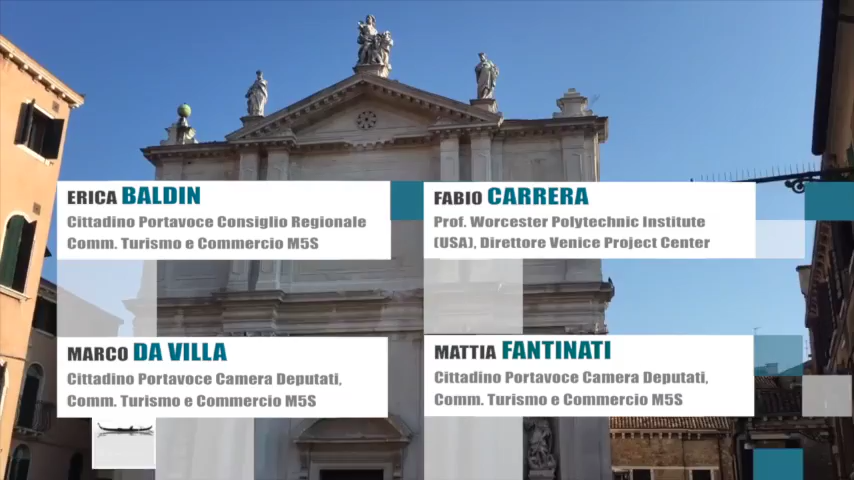 ERICA BALDIN
Cittadino Portavoce Consiglio Regionale
Comm. Turismo e Commercio M5S
FABIO CARRERA
Prof. Worcester Polytechnic Institute
(USA), Direttore Venice Project Center
MARCO DA VILLA
Cittadino Portavoce Camera Deputati,
Comm. Turismo e Commercio M5S
MATTIA FANTINATI
Cittadino Portavoce Camera Deputati,
Comm. Turismo e Commercio M5S